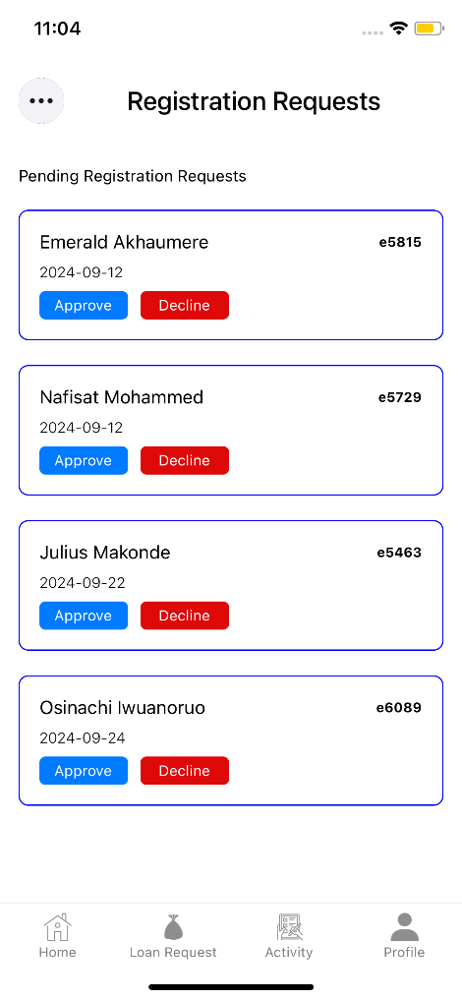 11:04
Registration Requests
Pending Registration Requests
Emerald Akhaumere e5815
2024-09-12
Approve Decline
Nafisat Mohammed e5729
2024-09-12
Approve Decline
Julius Makonde e5463
2024-09-22
Approve Decline
Osinachi Iwuanoruo e6089
2024-09-24
Approve Decline
Home Loan Request Activity Profile